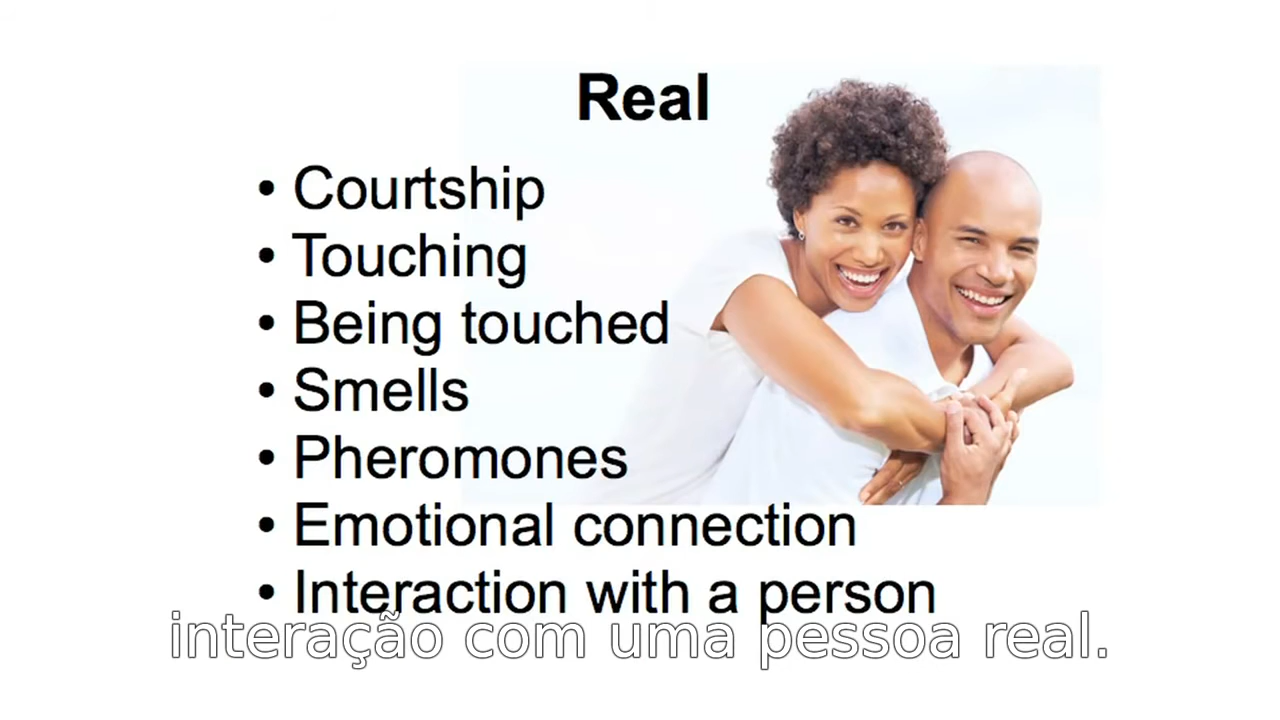 Real
• Courtship
• Touching
• Being touched
• Smells
• Pheromones
• Emotional connection
• Interaction with a person
interação com uma pessoa real.